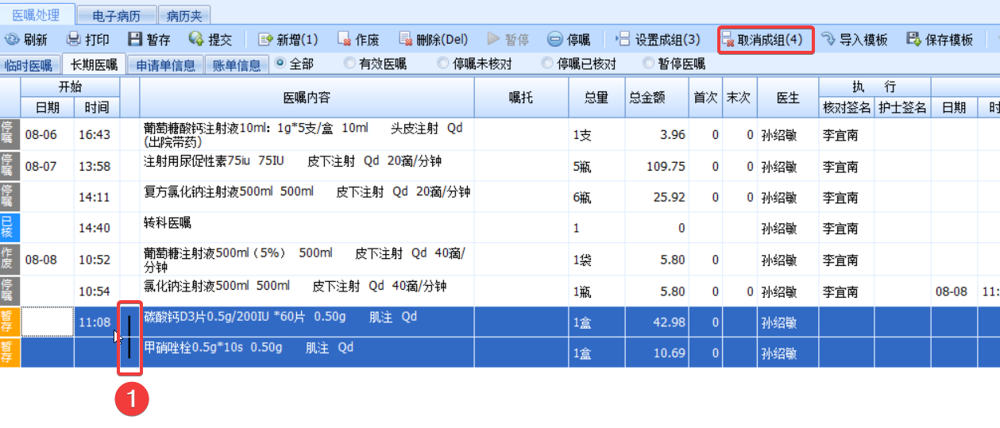 医嘱处理 电子病历 病历夹
刷新 打印 暂存 提交 新增(1) 作废 删除(Del) 暂停 停嘱 设置成组(3) 取消成组(4) 导入模板 保存模板
临时医嘱 长期医嘱 申请单信息 账单信息 全部 有效医嘱 停嘱未核对 停嘱已核对 暂停医嘱
开始 医嘱内容 嘱托 总量 总金额 首次 末次 医生 执 行
日期 时间 核对签名 护士签名 日期 时
停嘱 08-06 16:43 葡萄糖酸钙注射液10ml: 1g*5支/盒 10ml 头皮注射 Qd 1支 3.96 0 0 孙绍敏 李宜南
(出院带药)
停嘱 08-07 13:58 注射用尿促性素75iu 75IU 皮下注射 Qd 20滴/分钟 5瓶 109.75 0 0 孙绍敏 李宜南
停嘱 14:11 复方氯化钠注射液500ml 500ml 皮下注射 Qd 20滴/分钟 6瓶 25.92 0 0 孙绍敏 李宜南
已核 14:40 转科医嘱 1 0 孙绍敏 李宜南
作废 08-08 10:52 葡萄糖注射液500ml（5%） 500ml 皮下注射 Qd 40滴/ 1袋 5.80 0 孙绍敏 李宜南
分钟
停嘱 10:54 氯化钠注射液500ml 500ml 皮下注射 Qd 40滴/分钟 1瓶 5.80 0 0 孙绍敏 李宜南 08-08 11:
暂存 11:08 碳酸钙D3片0.5g/200IU *60片 0.50g 肌注 Qd 1盒 42.98 0 孙绍敏
暂存 甲硝唑栓0.5g*10s 0.50g 肌注 Qd 1盒 10.69 0 孙绍敏
1